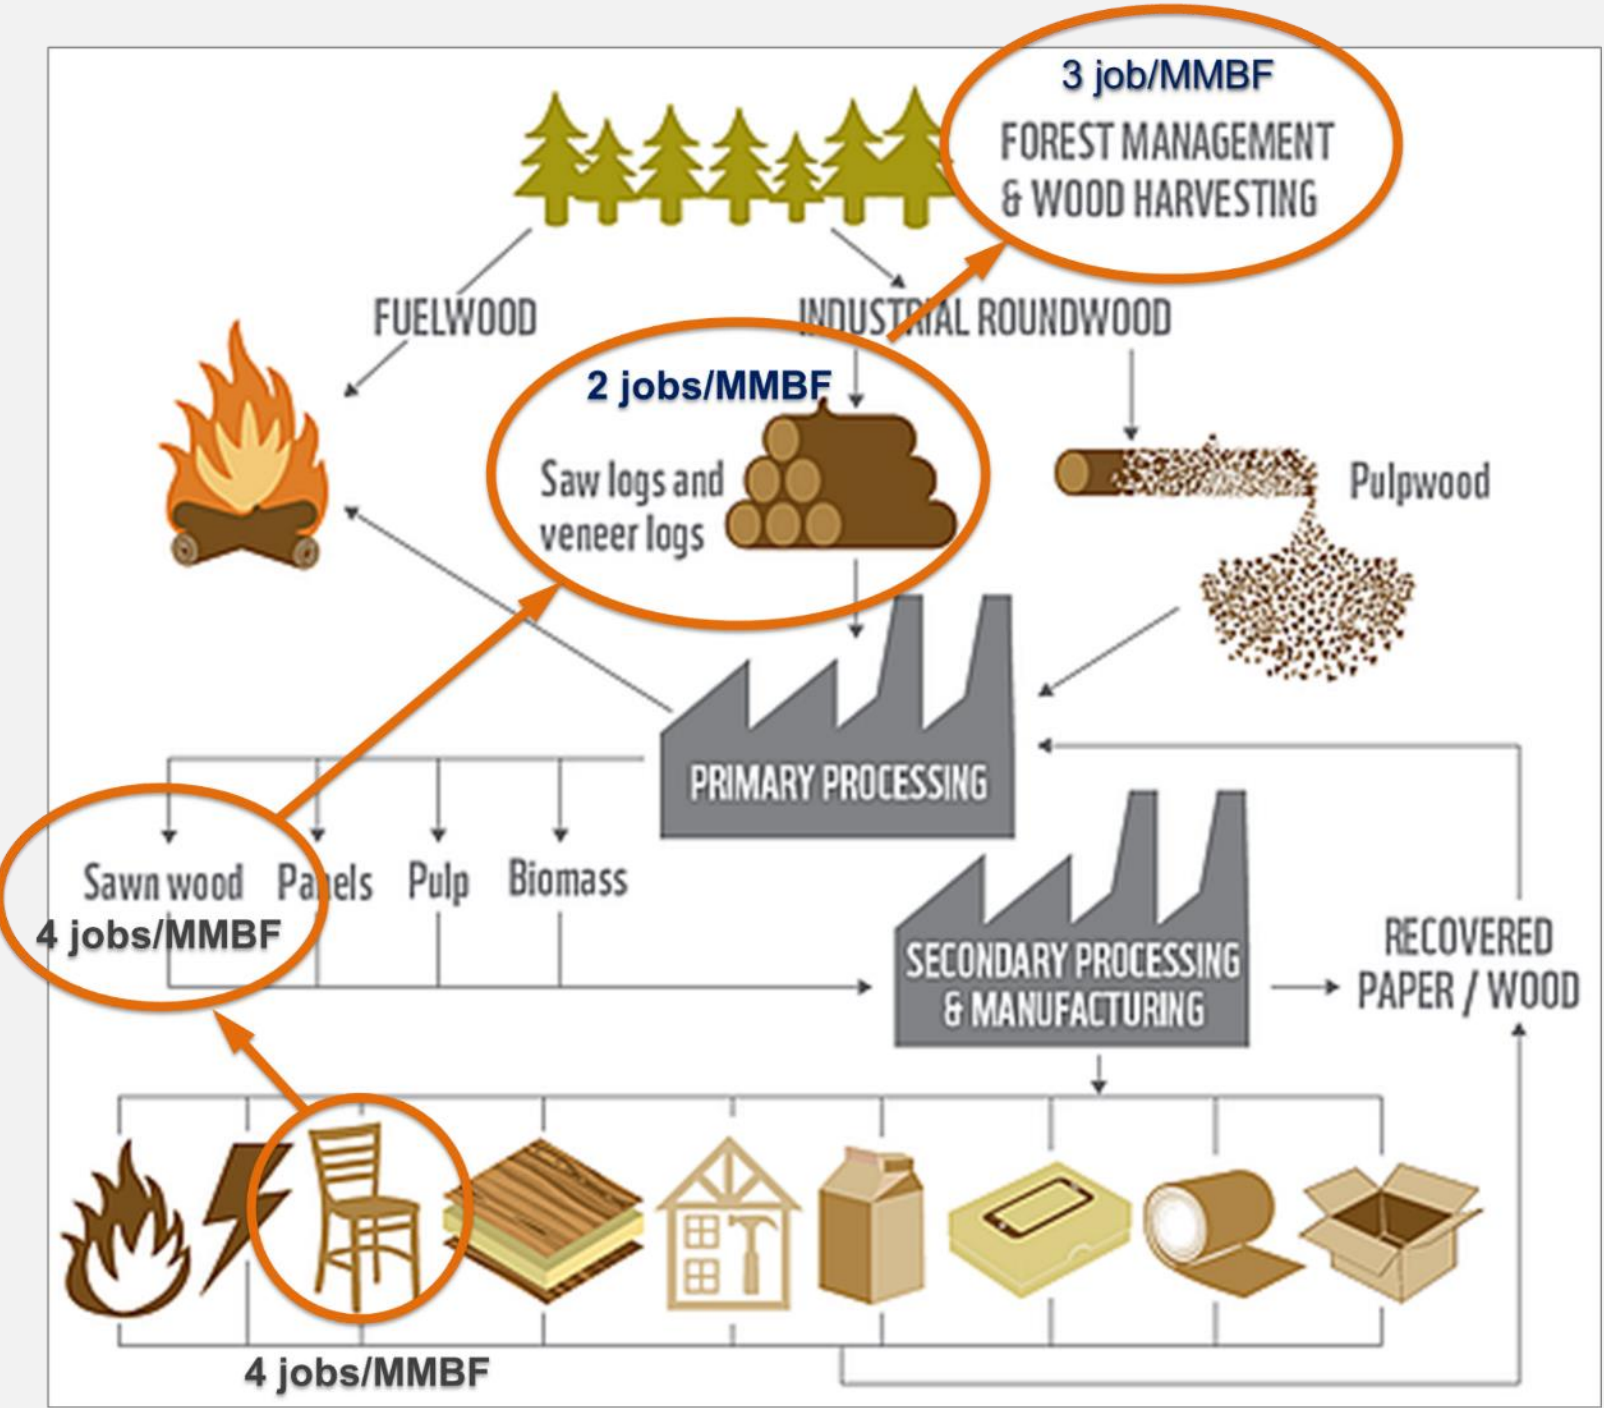 3 job/MMBF
FOREST MANAGEMENT
& WOOD HARVESTING
FUELWOOD
INDUSTRIAL ROUNDWOOD
2 jobs/MMBF
Saw logs and
veneer logs
Pulpwood
PRIMARY PROCESSING
Sawn wood
Panels
Pulp
Biomass
4 jobs/MMBF
SECONDARY PROCESSING
& MANUFACTURING
RECOVERED
PAPER / WOOD
4 jobs/MMBF